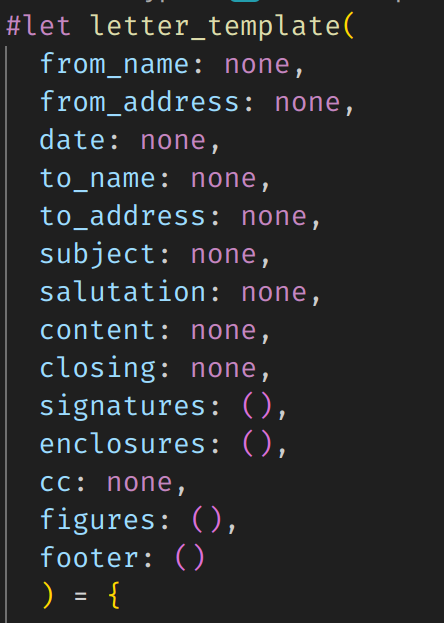 #let letter_template(
  from_name: none,
  from_address: none,
  date: none,
  to_name: none,
  to_address: none,
  subject: none,
  salutation: none,
  content: none,
  closing: none,
  signatures: (),
  enclosures: (),
  cc: none,
  figures: (),
  footer: ()
  ) = {